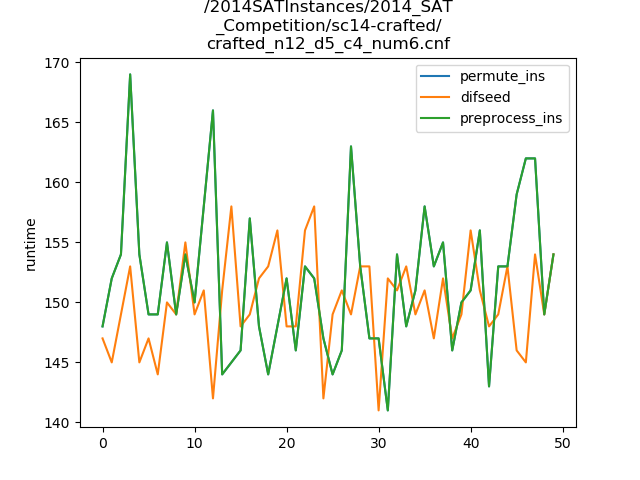 /2014SATInstances/2014_SAT
_Competition/sc14-crafted/
crafted_n12_d5_c4_num6.cnf
170
165
160
155
150
145
140
runtime
permute_ins
difseed
preprocess_ins
0
10
20
30
40
50